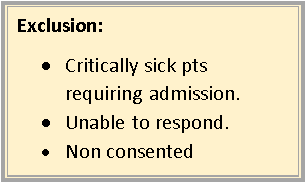 Exclusion:
• Critically sick pts
requiring admission.
• Unable to respond.
• Non consented